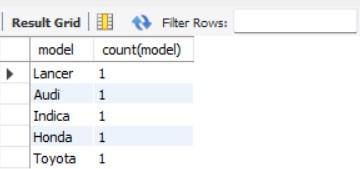 Result Grid Filter Rows:
model count(model)
Lancer 1
Audi 1
Indica 1
Honda 1
Toyota 1